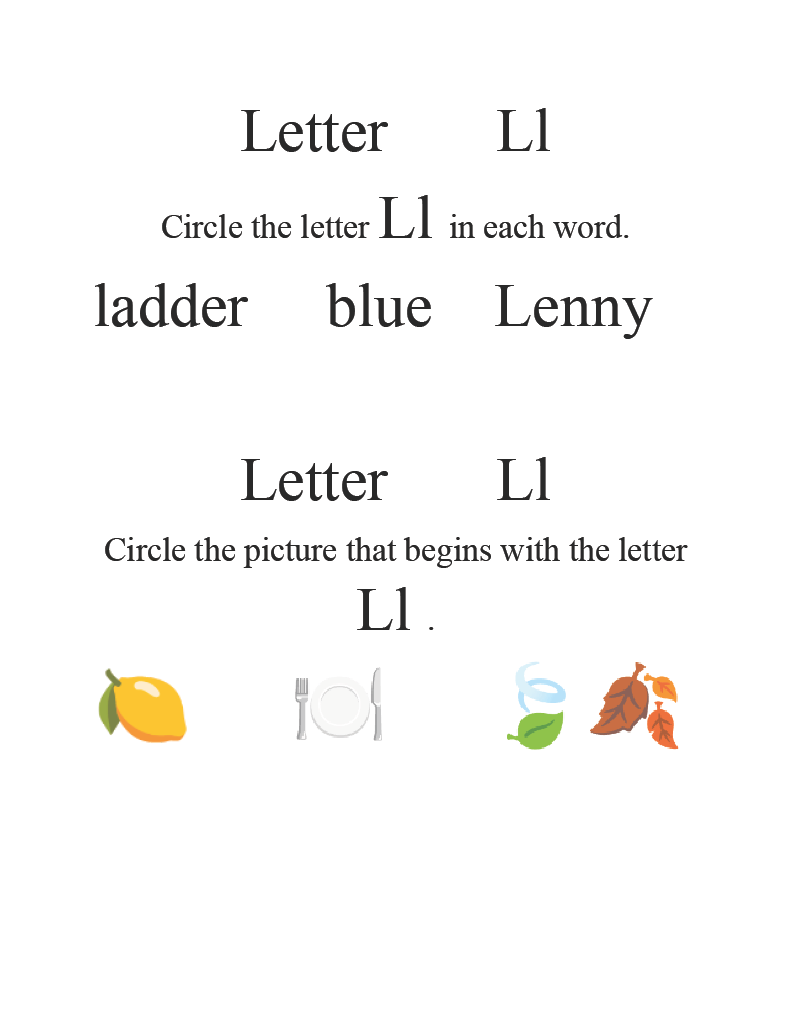 Letter Ll
Circle the letter Ll in each word.
ladder blue Lenny
Letter Ll
Circle the picture that begins with the letter
Ll .